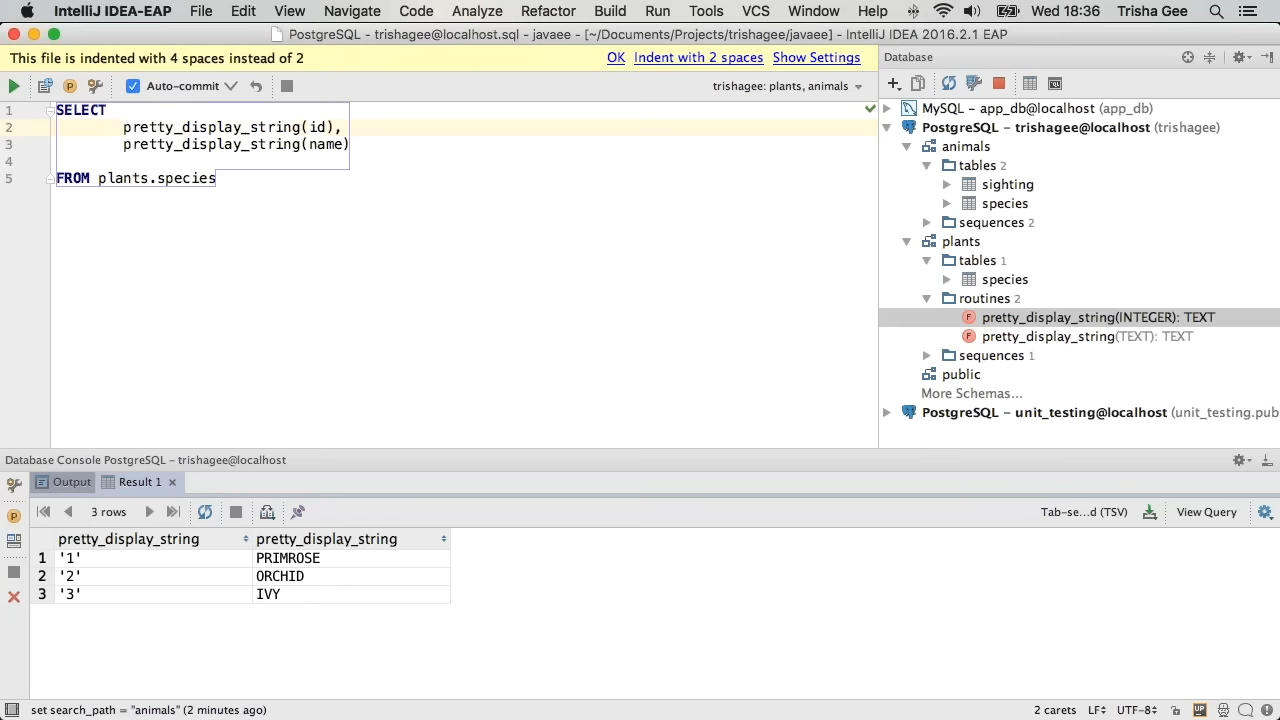 IntelliJ IDEA-EAP File Edit View Navigate Code Analyze Refactor Build Run Tools VCS Window Help Wed 18:36 Trisha Gee
PostgreSQL - trishagee@localhost.sql - javaee - [~/Documents/Projects/trishagee/javaee] - IntelliJ IDEA 2016.2.1 EAP
This file is indented with 4 spaces instead of 2 OK Indent with 2 spaces Show Settings
Auto-commit trishagee: plants, animals
1 SELECT
2 pretty_display_string(id),
3 pretty_display_string(name)
4
5 FROM plants.species
Database
MySQL - app_db@localhost (app_db)
PostgreSQL - trishagee@localhost (trishagee)
animals
tables 2
sighting
species
sequences 2
plants
tables 1
species
routines 2
pretty_display_string(INTEGER): TEXT
pretty_display_string(TEXT): TEXT
sequences 1
public
More Schemas...
PostgreSQL - unit_testing@localhost (unit_testing.pub
Database Console PostgreSQL - trishagee@localhost
Output Result 1
3 rows Tab-se...d (TSV) View Query
pretty_display_string pretty_display_string
1 '1' PRIMROSE
2 '2' ORCHID
3 '3' IVY
set search_path = "animals" (2 minutes ago) 2 carets LF UTF-8